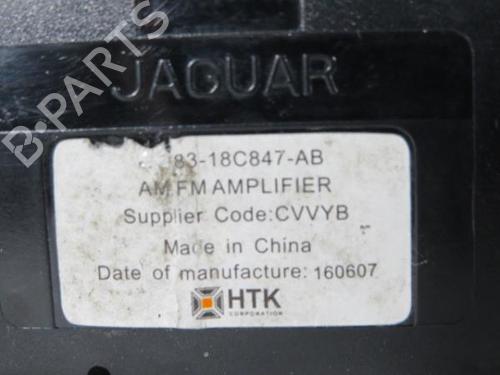 B-PARTS
JAGUAR
83-18C847-AB
AM FM AMPLIFIER
Supplier Code:CVVYB
Made in China
Date of manufacture: 160607
HTK
CORPORATION